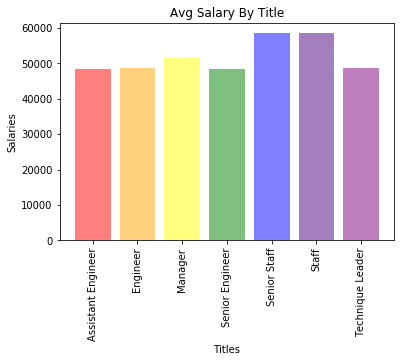 Avg Salary By Title
60000
50000
40000
30000
20000
10000
0
Salaries
Assistant Engineer
Engineer
Manager
Senior Engineer
Senior Staff
Staff
Technique Leader
Titles